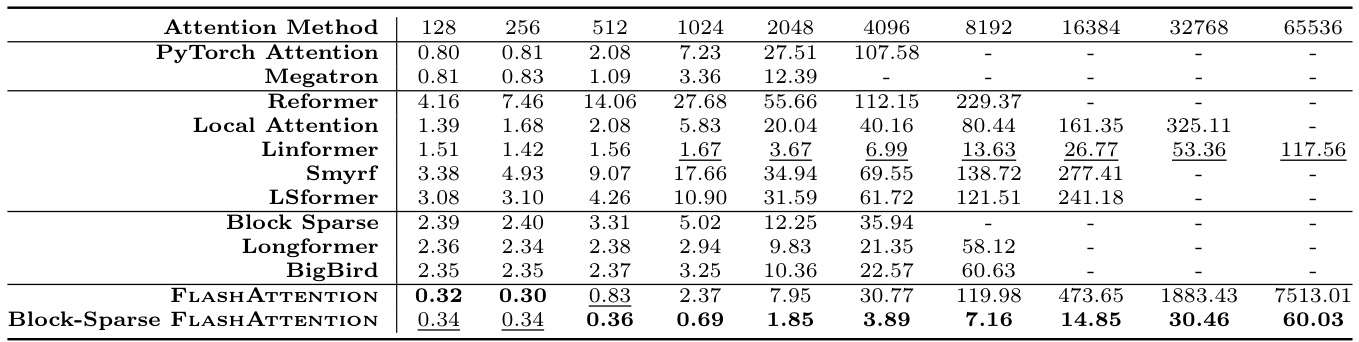 Attention Method 128 256 512 1024 2048 4096 8192 16384 32768 65536
PyTorch Attention 0.80 0.81 2.08 7.23 27.51 107.58 - - - -
Megatron 0.81 0.83 1.09 3.36 12.39 - - - - -
Reformer 4.16 7.46 14.06 27.68 55.66 112.15 229.37 - - -
Local Attention 1.39 1.68 2.08 5.83 20.04 40.16 80.44 161.35 325.11 -
Linformer 1.51 1.42 1.56 1.67 3.67 6.99 13.63 26.77 53.36 117.56
Smyrf 3.38 4.93 9.07 17.66 34.94 69.55 138.72 277.41 - -
LSformer 3.08 3.10 4.26 10.90 31.59 61.72 121.51 241.18 - -
Block Sparse 2.39 2.40 3.31 5.02 12.25 35.94 - - - -
Longformer 2.36 2.34 2.38 2.94 9.83 21.35 58.12 - - -
BigBird 2.35 2.35 2.37 3.25 10.36 22.57 60.63 - - -
FlashAttention 0.32 0.30 0.83 2.37 7.95 30.77 119.98 473.65 1883.43 7513.01
Block-Sparse FlashAttention 0.34 0.34 0.36 0.69 1.85 3.89 7.16 14.85 30.46 60.03